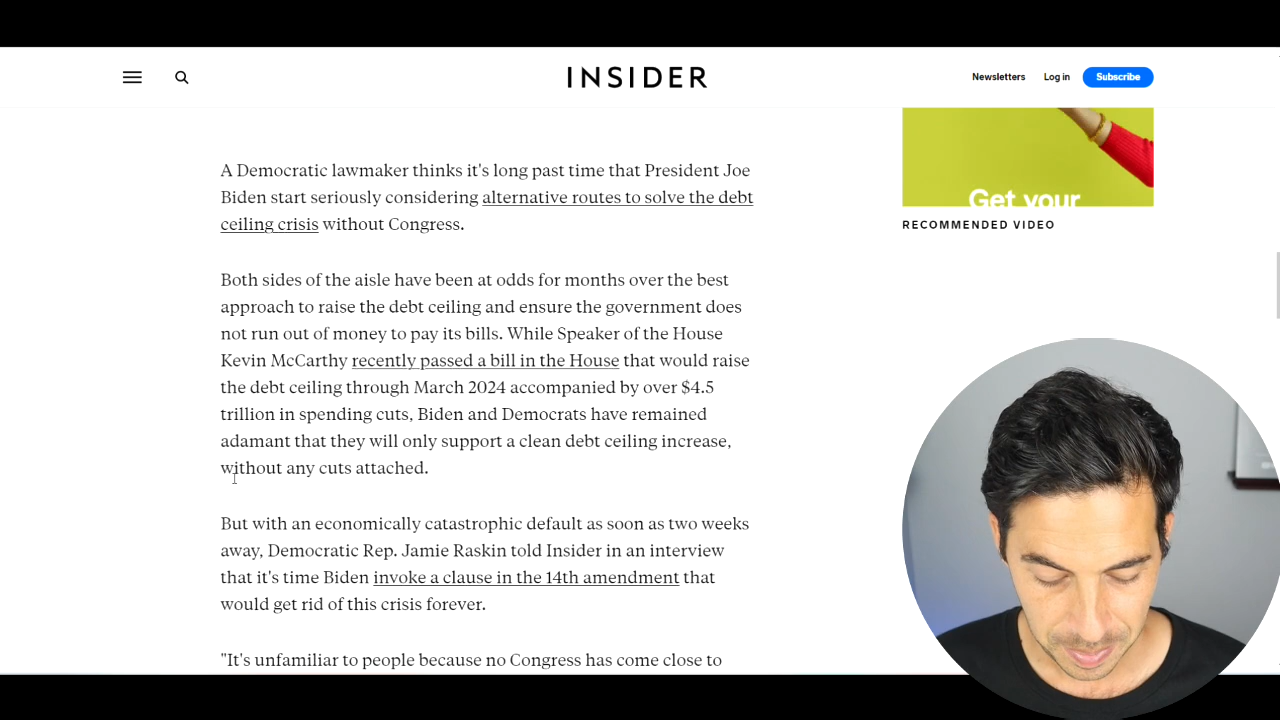 INSIDER
Newsletters
Log in
Subscribe
A Democratic lawmaker thinks it's long past time that President Joe
Biden start seriously considering alternative routes to solve the debt
ceiling crisis without Congress.
Both sides of the aisle have been at odds for months over the best
approach to raise the debt ceiling and ensure the government does
not run out of money to pay its bills. While Speaker of the House
Kevin McCarthy recently passed a bill in the House that would raise
the debt ceiling through March 2024 accompanied by over $4.5
trillion in spending cuts, Biden and Democrats have remained
adamant that they will only support a clean debt ceiling increase,
without any cuts attached.
But with an economically catastrophic default as soon as two weeks
away, Democratic Rep. Jamie Raskin told Insider in an interview
that it's time Biden invoke a clause in the 14th amendment that
would get rid of this crisis forever.
"It's unfamiliar to people because no Congress has come close to
Get your
RECOMMENDED VIDEO